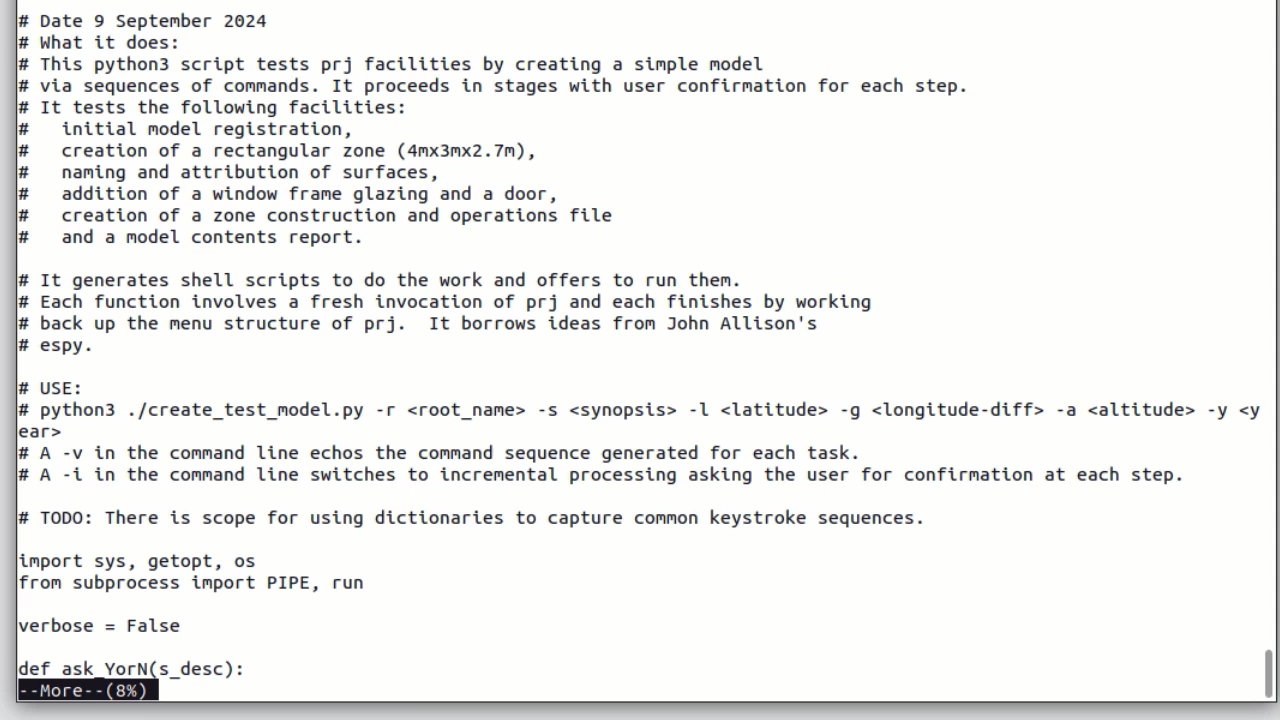 # Date 9 September 2024
# What it does:
# This python3 script tests prj facilities by creating a simple model
# via sequences of commands. It proceeds in stages with user confirmation for each step.
# It tests the following facilities:
#   initial model registration,
#   creation of a rectangular zone (4mx3mx2.7m),
#   naming and attribution of surfaces,
#   addition of a window frame glazing and a door,
#   creation of a zone construction and operations file
#   and a model contents report.

# It generates shell scripts to do the work and offers to run them.
# Each function involves a fresh invocation of prj and each finishes by working
# back up the menu structure of prj.  It borrows ideas from John Allison's
# espy.

# USE:
# python3 ./create_test_model.py -r <root_name> -s <synopsis> -l <latitude> -g <longitude-diff> -a <altitude> -y <y
ear>
# A -v in the command line echos the command sequence generated for each task.
# A -i in the command line switches to incremental processing asking the user for confirmation at each step.

# TODO: There is scope for using dictionaries to capture common keystroke sequences.

import sys, getopt, os
from subprocess import PIPE, run

verbose = False

def ask_YorN(s_desc):
--More--(8%)